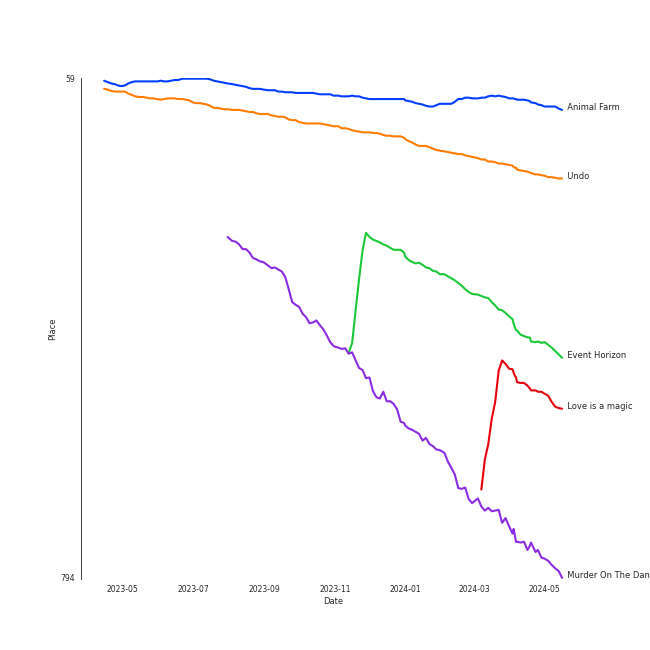 59
Animal Farm
Undo
Place
Event Horizon
Love is a magic
794
Murder On The Dan
2023-05 2023-07 2023-09 2023-11 2024-01 2024-03 2024-05
Date